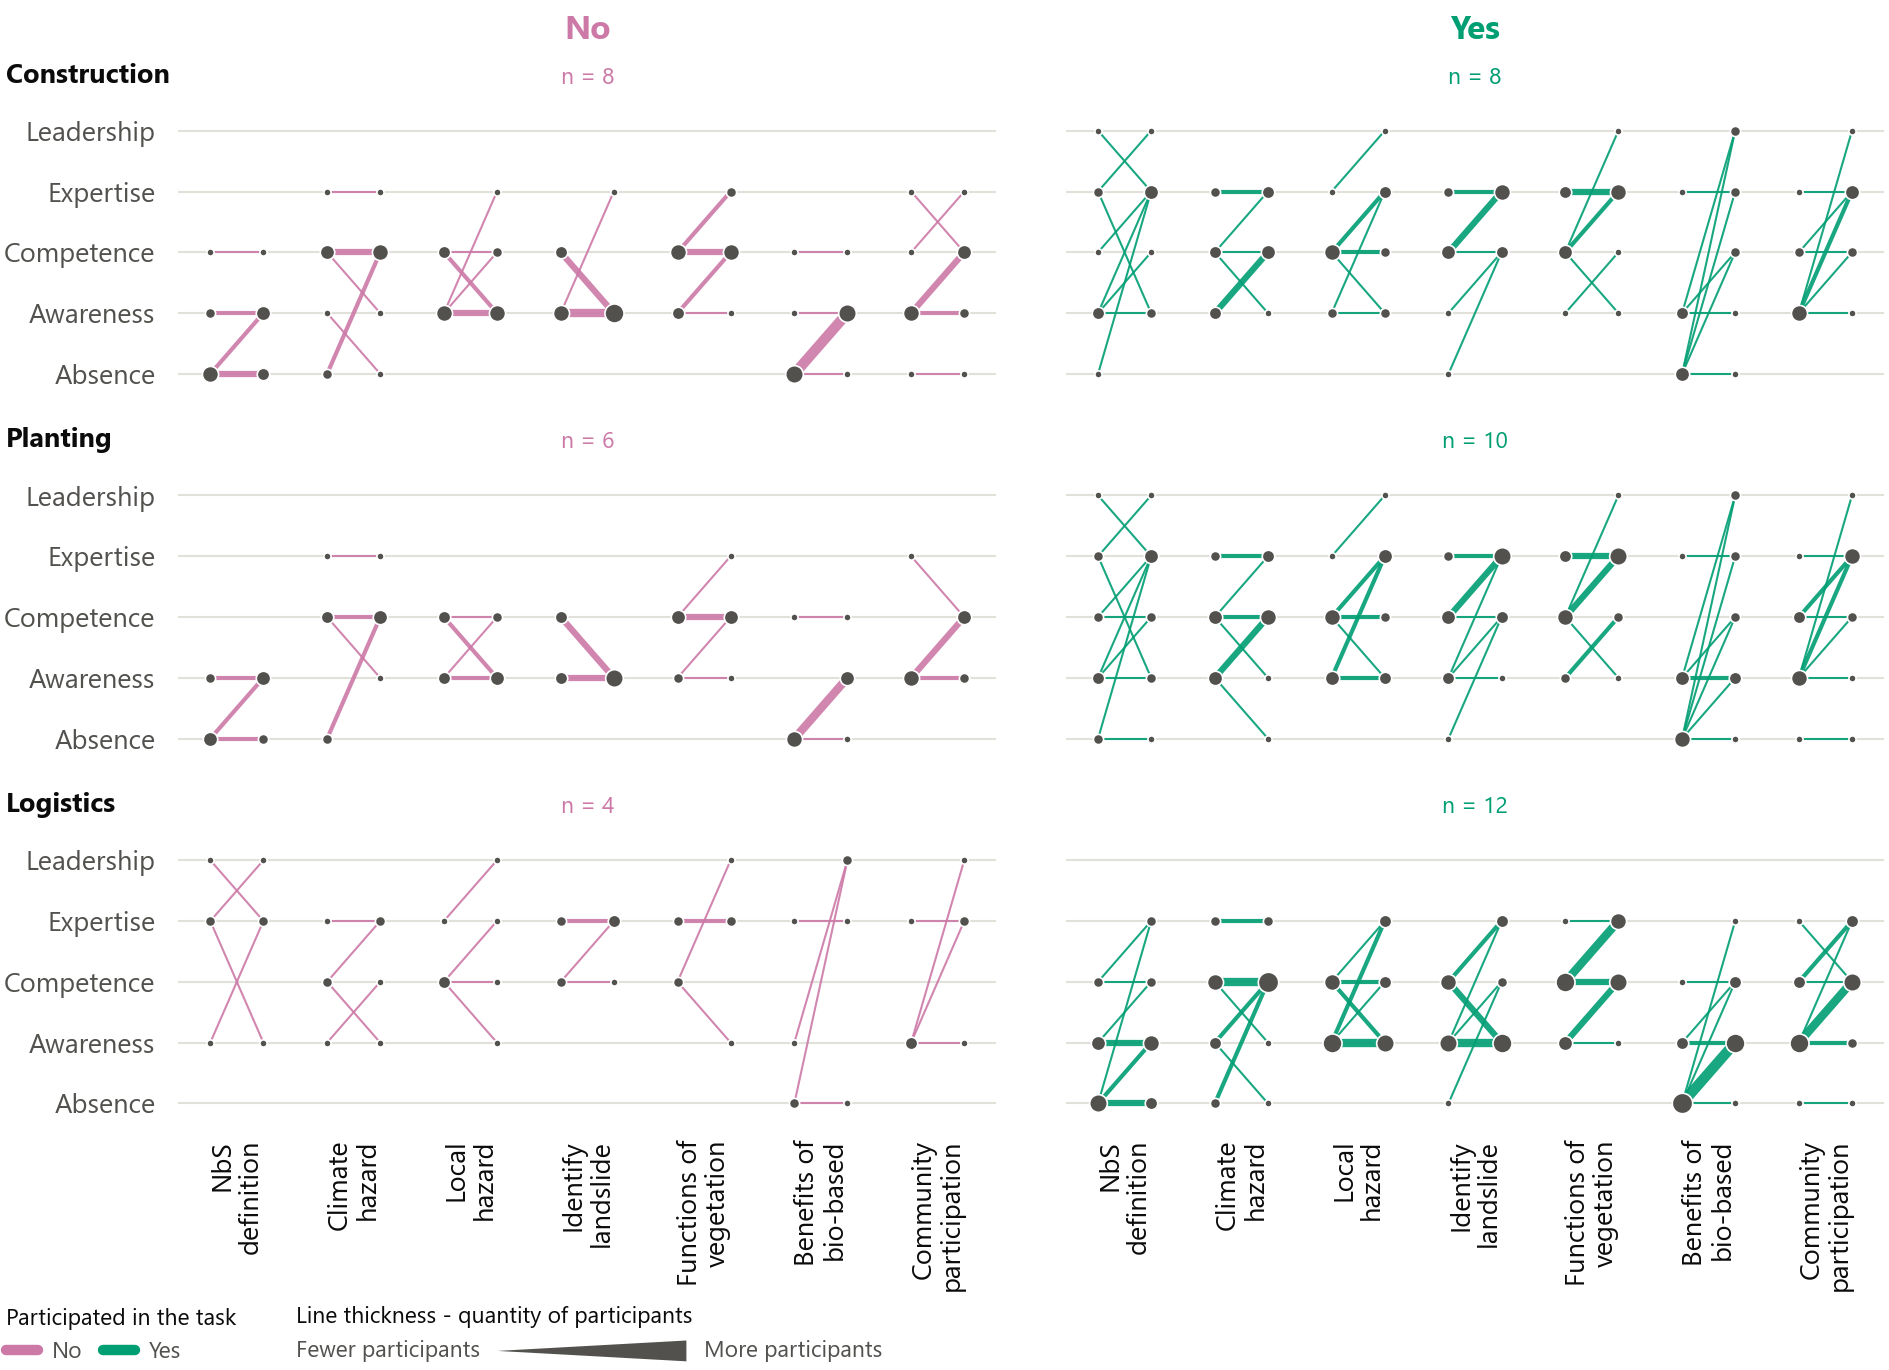 No
Yes
Construction
n = 8
n = 8
Leadership
Expertise
Competence
Awareness
Absence
Planting
n = 6
n = 10
Leadership
Expertise
Competence
Awareness
Absence
Logistics
n = 4
n = 12
Leadership
Expertise
Competence
Awareness
Absence
NbS
definition
Climate
hazard
Local
hazard
Identify
landslide
Functions of
vegetation
Benefits of
bio-based
Community
participation
NbS
definition
Climate
hazard
Local
hazard
Identify
landslide
Functions of
vegetation
Benefits of
bio-based
Community
participation
Participated in the task
No
Yes
Line thickness - quantity of participants
Fewer participants
More participants